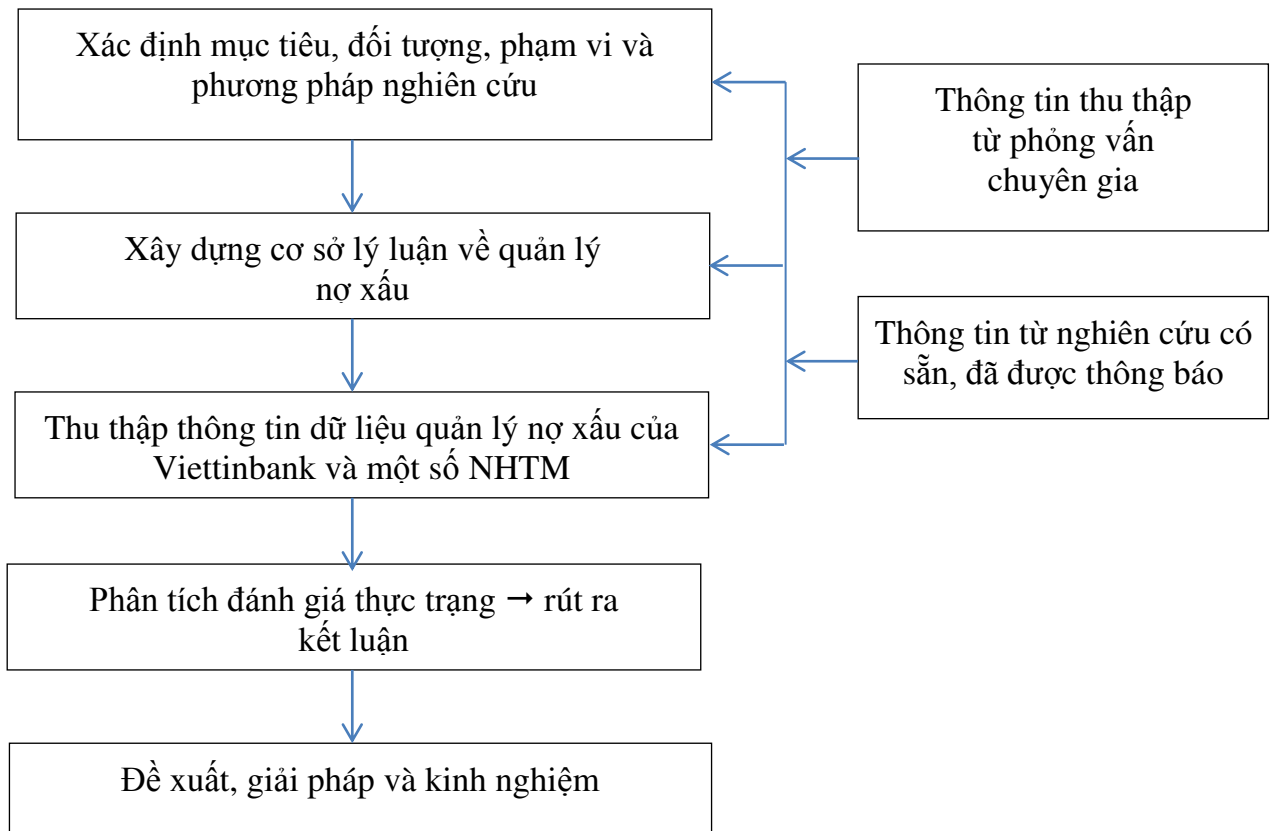 Xác định mục tiêu, đối tượng, phạm vi và
phương pháp nghiên cứu
Thông tin thu thập
từ phỏng vấn
chuyên gia
Xây dựng cơ sở lý luận về quản lý
nợ xấu
Thông tin từ nghiên cứu có
sẵn, đã được thông báo
Thu thập thông tin dữ liệu quản lý nợ xấu của
Viettinbank và một số NHTM
Phân tích đánh giá thực trạng → rút ra
kết luận
Đề xuất, giải pháp và kinh nghiệm